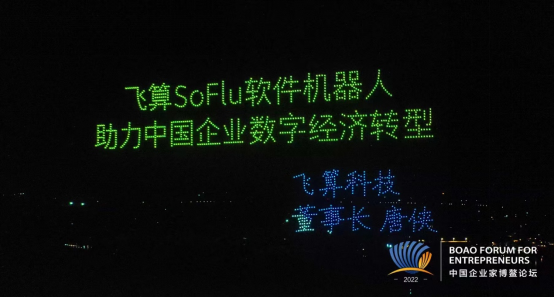 飞算SoFlu软件机器人
助力中国企业数字经济转型
飞算科技
董事长 唐侠
BOAO FORUM FOR
ENTREPRENEURS
2022
中国企业家博鳌论坛